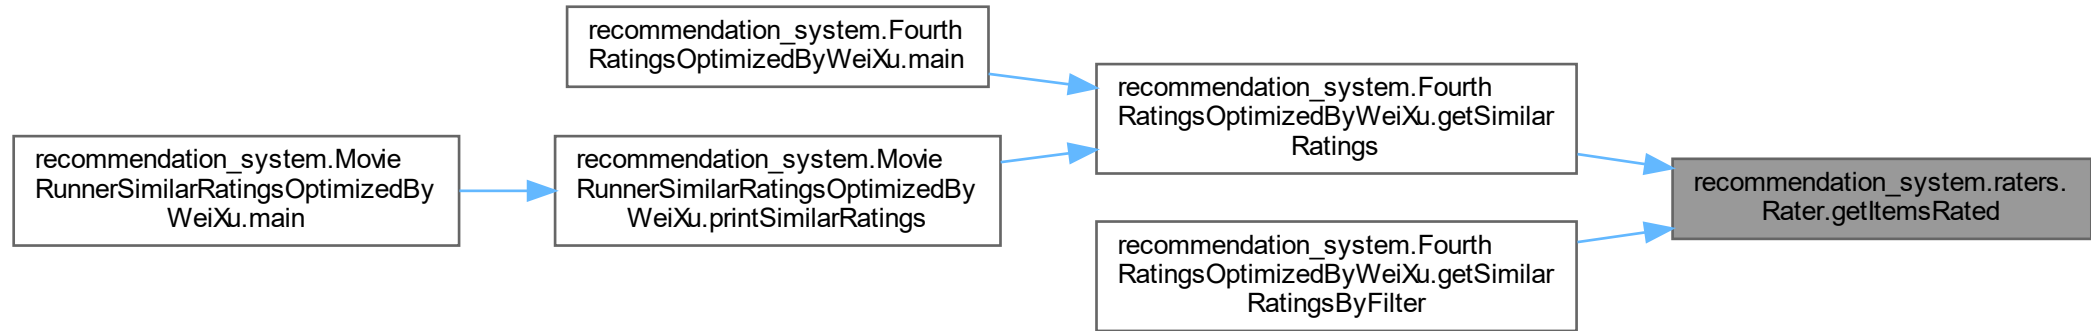 recommendation_system.Fourth
RatingsOptimizedByWeiXu.main
recommendation_system.Movie
RunnerSimilarRatingsOptimizedBy
WeiXu.main
recommendation_system.Movie
RunnerSimilarRatingsOptimizedBy
WeiXu.printSimilarRatings
recommendation_system.Fourth
RatingsOptimizedByWeiXu.getSimilar
Ratings
recommendation_system.Fourth
RatingsOptimizedByWeiXu.getSimilar
RatingsByFilter
recommendation_system.raters.
Rater.getItemsRated